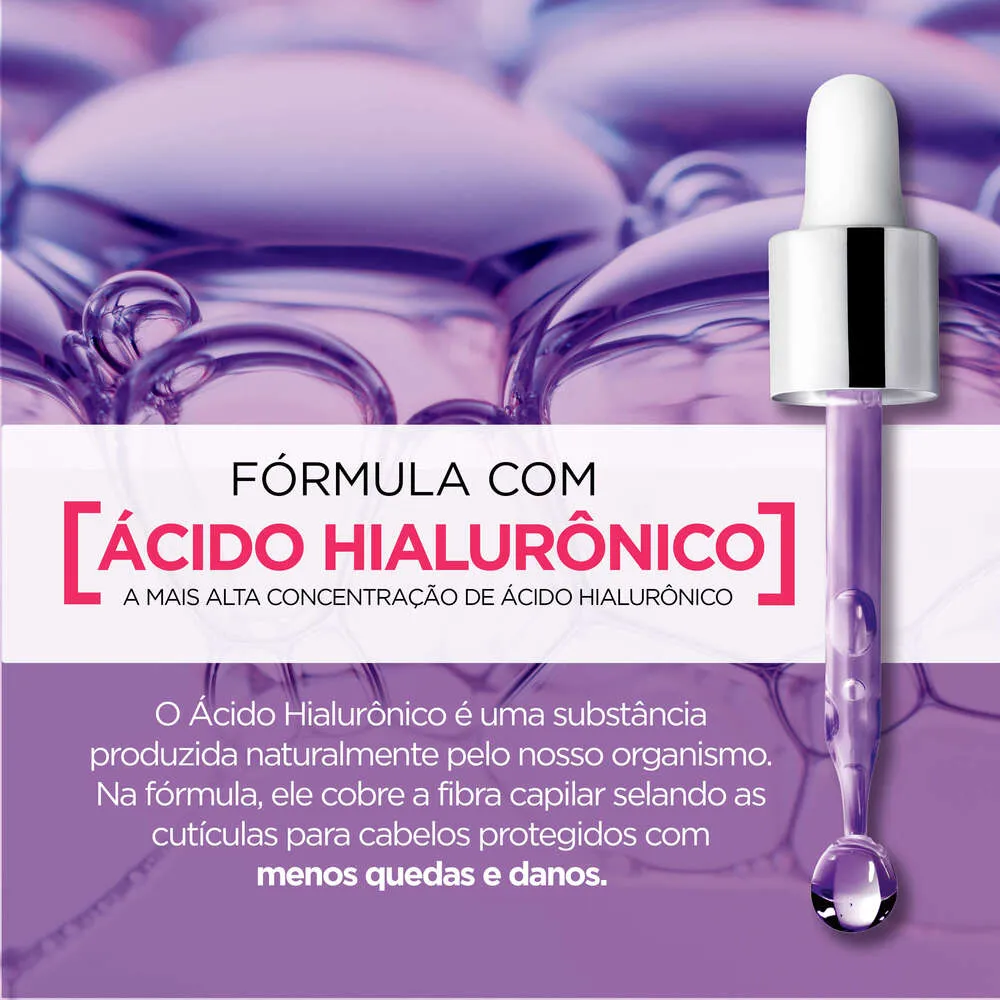 FÓRMULA COM
[ÁCIDO HIALURÔNICO]
A MAIS ALTA CONCENTRAÇÃO DE ÁCIDO HIALURÔNICO
O Ácido Hialurônico é uma substância
produzida naturalmente pelo nosso organismo.
Na fórmula, ele cobre a fibra capilar selando as
cutículas para cabelos protegidos com
menos quedas e danos.